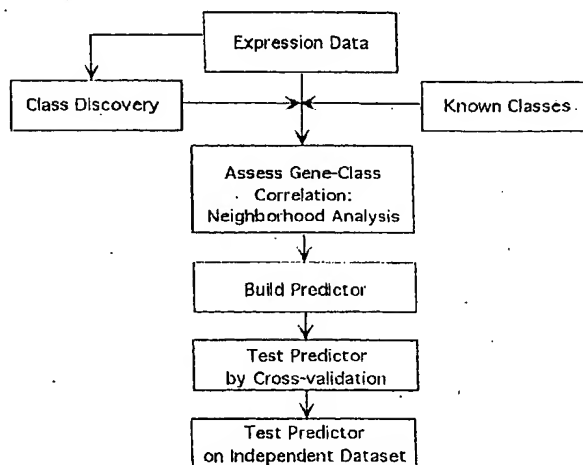 Expression Data
Class Discovery
Known Classes
Assess Gene-Class
Correlation:
Neighborhood Analysis
Build Predictor
Test Predictor
by Cross-validation
Test Predictor
on Independent Dataset